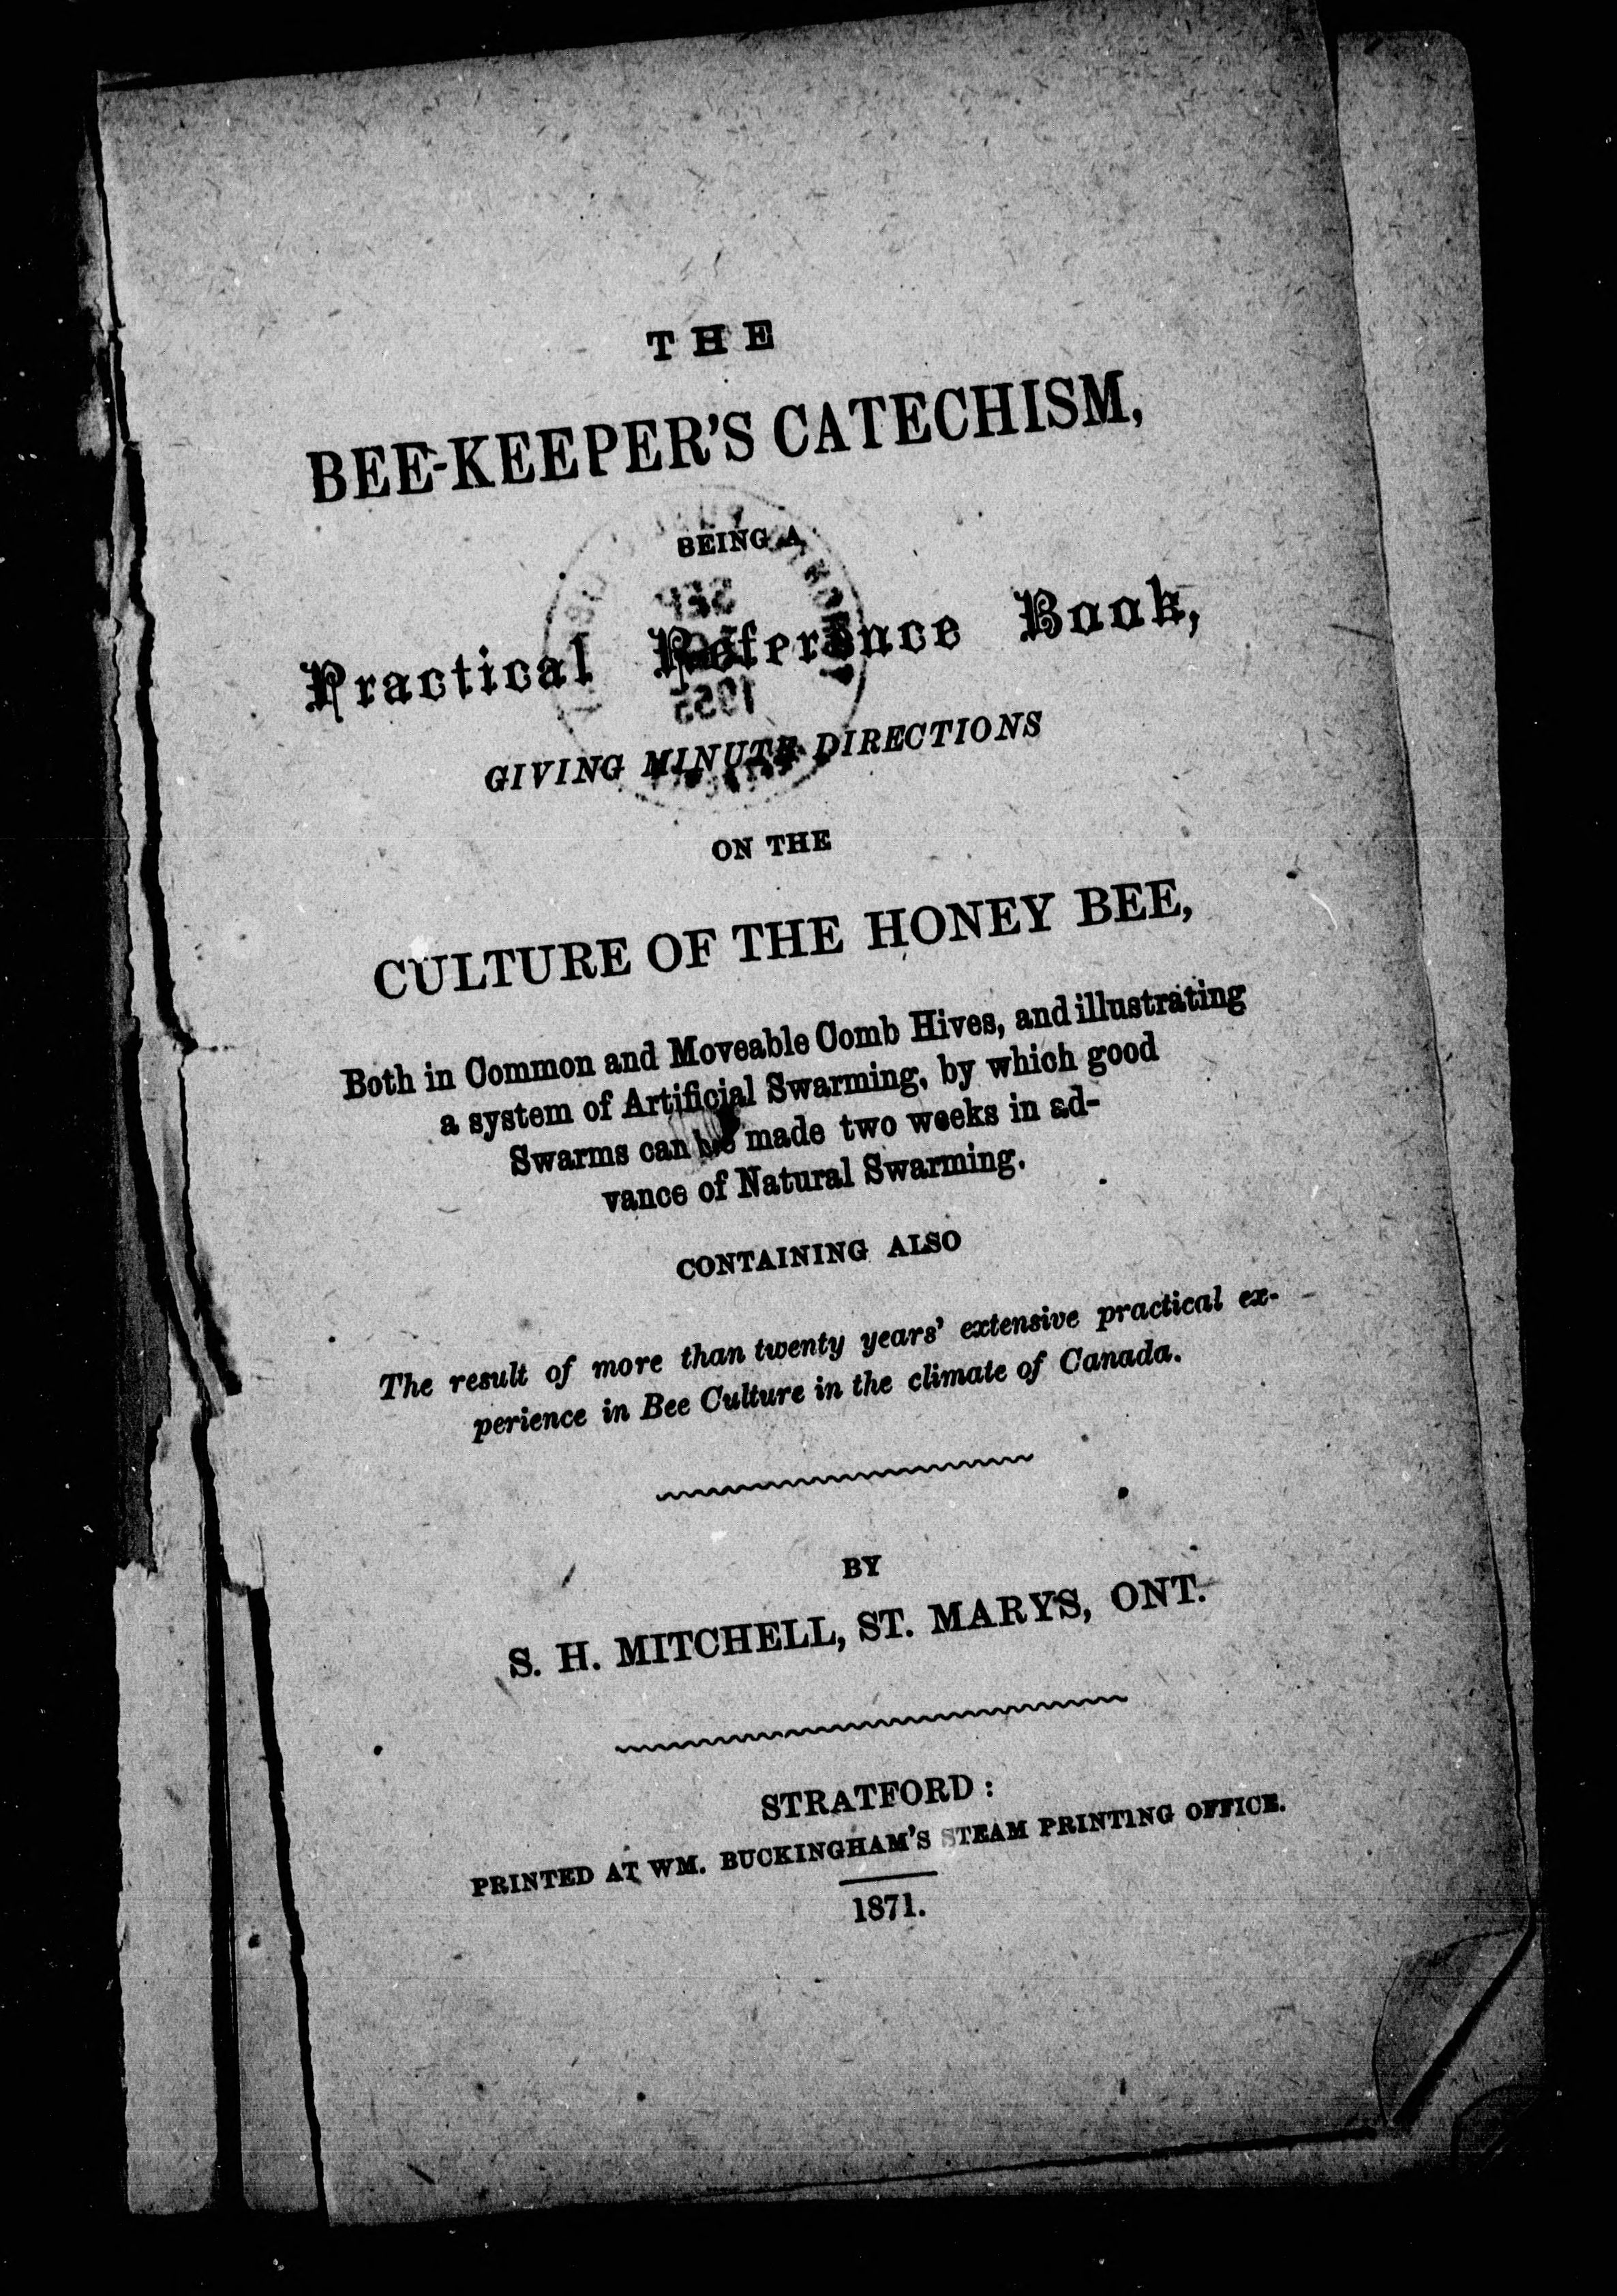 THE
BEE-KEEPER'S CATECHISM,
BEING A
Practical Reference Book,
GIVING MINUTE DIRECTIONS
ON THE
CULTURE OF THE HONEY BEE,
Both in Common and Moveable Comb Hives, and illustrating
a system of Artificial Swarming, by which good
Swarms can be made two weeks in ad-
vance of Natural Swarming.
CONTAINING ALSO
The result of more than twenty years' extensive practical ex-
perience in Bee Culture in the climate of Canada.
BY
S. H. MITCHELL, ST. MARYS, ONT.
STRATFORD:
PRINTED AT WM. BUCKINGHAM'S STEAM PRINTING OFFICE.
1871.